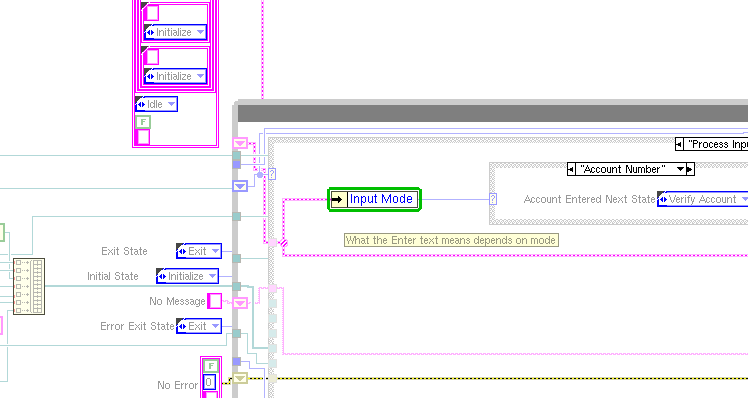 Initialize
Initialize
Idle
F
"Process Inpu
?
"Account Number"
Input Mode
?
Account Entered Next State
Verify Account
What the Enter text means depends on mode
Exit State
Exit
Initial State
Initialize
No Message
Error Exit State
Exit
F
No Error
0